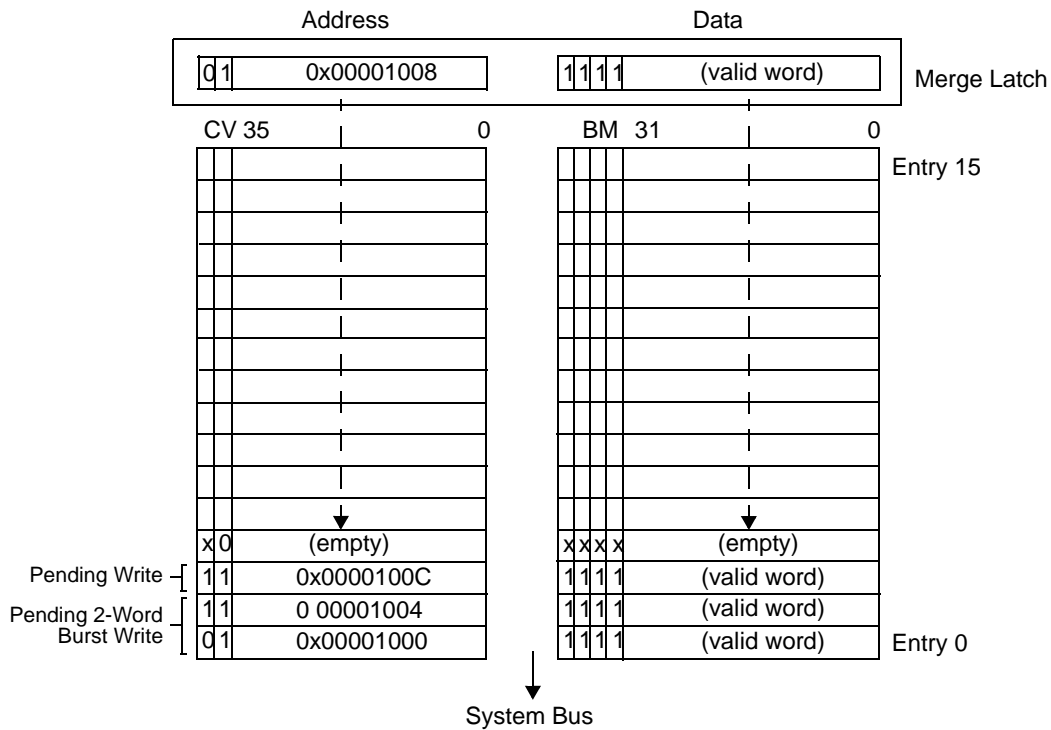 Address Data
0 1 0x00001008 1 1 1 1 (valid word) Merge Latch
CV 35 0 BM 31 0
Entry 15
x 0 (empty) x x x x (empty)
Pending Write 1 1 0x0000100C 1 1 1 1 (valid word)
Pending 2-Word 1 1 0 00001004 1 1 1 1 (valid word)
Burst Write 0 1 0x00001000 1 1 1 1 (valid word) Entry 0
System Bus